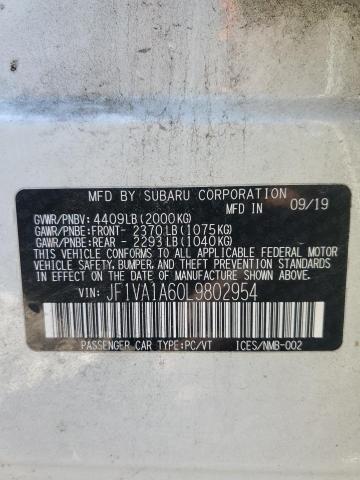 MFD BY SUBARU CORPORATION
MFD IN 09/19
GVWR/PNBV: 4409LB(2000KG)
GAWR/PNBE:FRONT- 2370LB(1075KG)
GAWR/PNBE:REAR - 2293LB(1040KG)
THIS VEHICLE CONFORMS TO ALL APPLICABLE FEDERAL MOTOR
VEHICLE SAFETY,BUMPER, AND THEFT PREVENTION STANDARDS IN
EFFECT ON THE DATE OF MANUFACTURE SHOWN ABOVE.
VIN: JF1VA1A60L9802954
PASSENGER CAR TYPE:PC/VT ICES/NMB-002